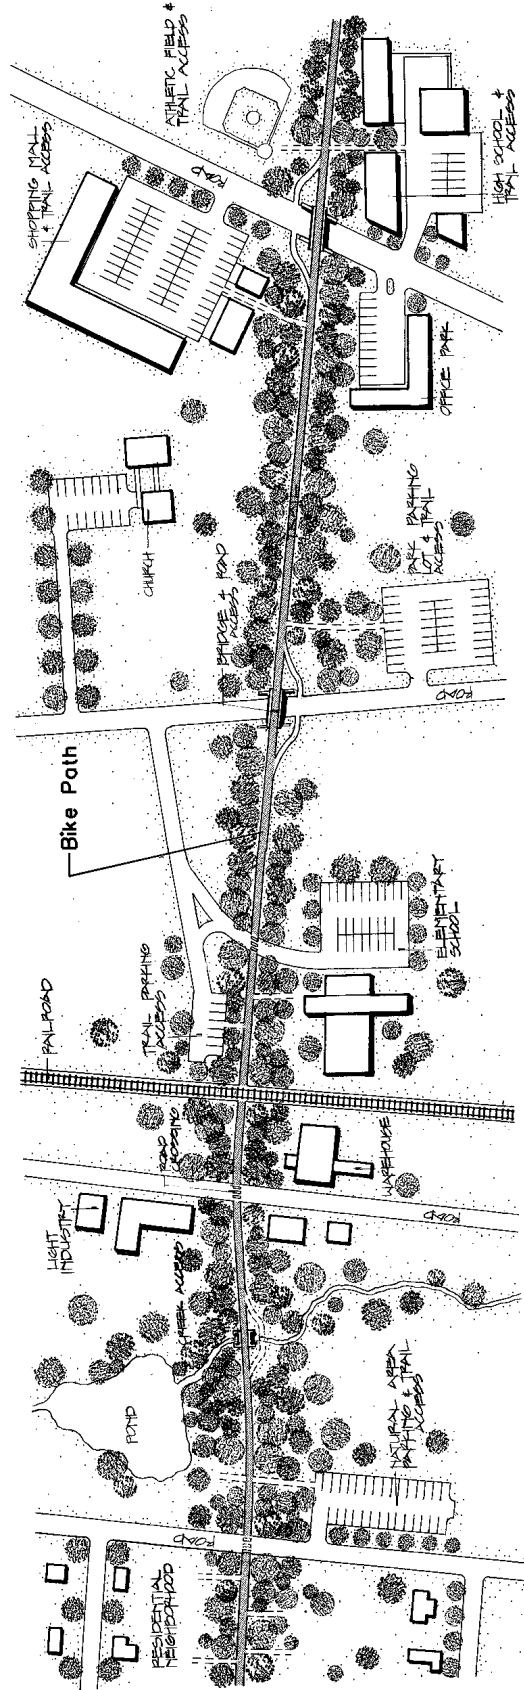 ATHLETIC FIELD &
TRAIL ACCESS
SHOPPING MALL
& TRAIL ACCESS
ROAD
HIGH SCHOOL &
TRAIL ACCESS
OFFICE PARK
CHURCH
BRIDGE & ROAD
ACCESS
PARK PARKING
LOT & TRAIL
ACCESS
ROAD
Bike Path
ELEMENTARY
SCHOOL
TRAIL PARKING
ACCESS
RAILROAD
ROAD
CROSSING
WAREHOUSE
LIGHT
INDUSTRY
ROAD
CREEK ACCESS
POND
NATURAL AREA
PARKING & TRAIL
ACCESS
ROAD
RESIDENTIAL
NEIGHBORHOOD